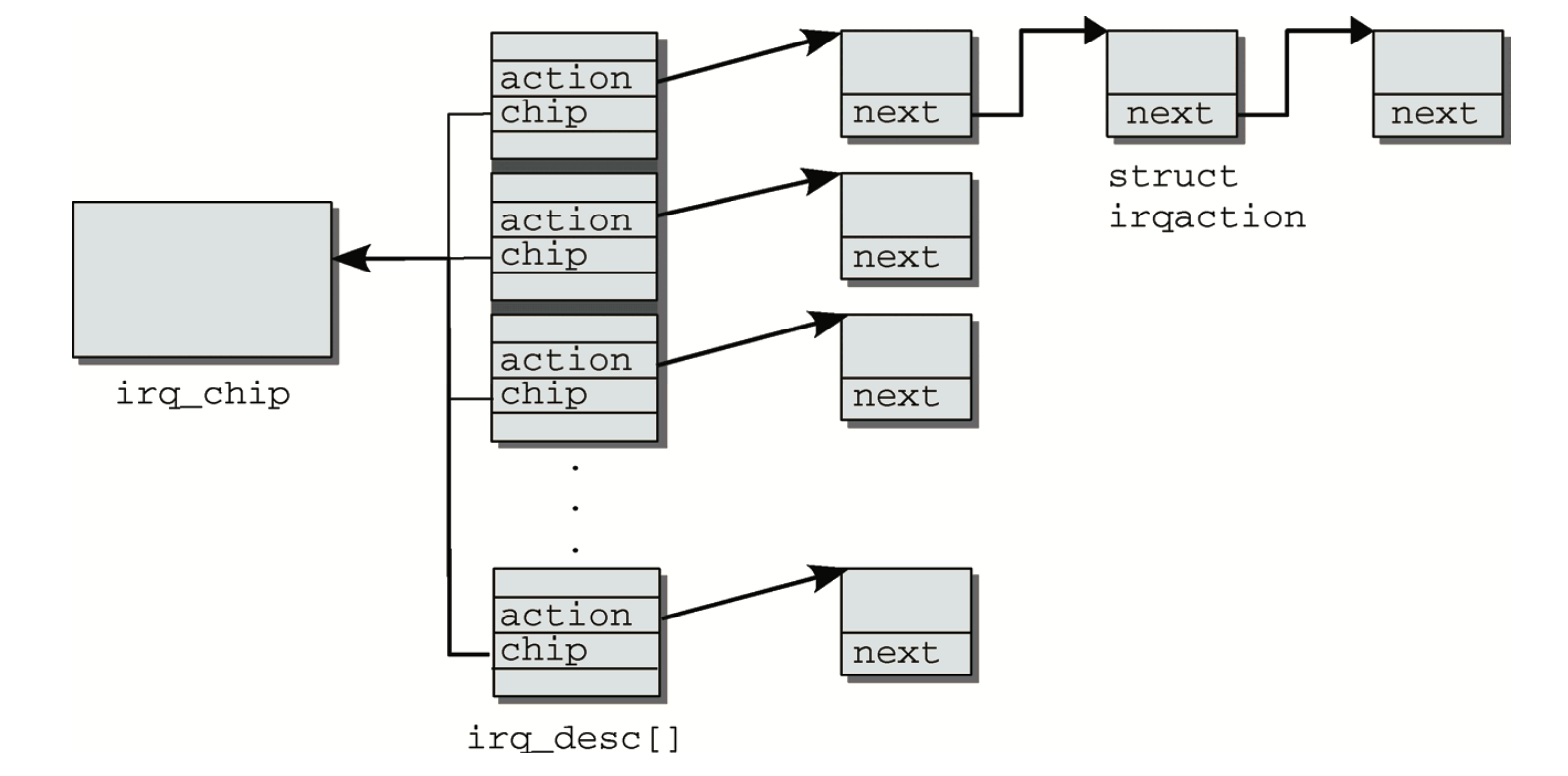 action
chip
next
next
next
struct
irqaction
action
chip
next
irq_chip
action
chip
next
.
.
.
action
chip
next
irq_desc[]